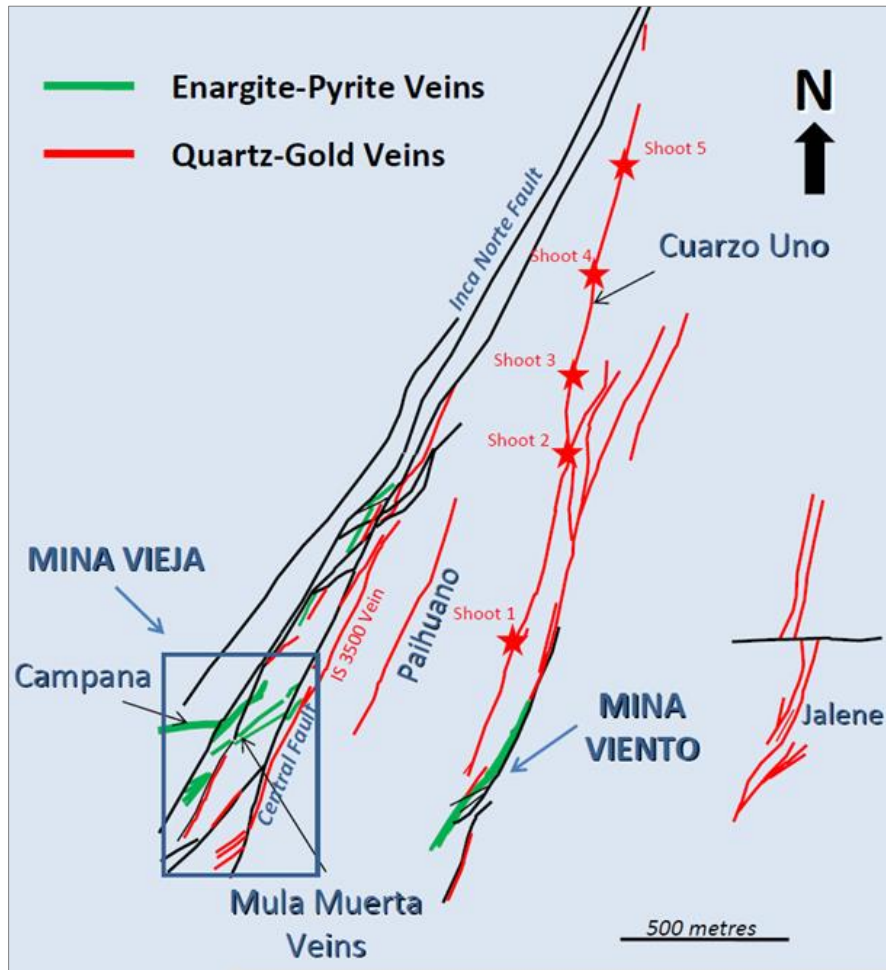 Enargite-Pyrite Veins
Quartz-Gold Veins
N
Shoot 5
Inca Norte Fault
Cuarzo Uno
Shoot 4
Shoot 3
Shoot 2
MINA VIEJA
Campana
IS 3500 Vein
Paihuano
Shoot 1
Central Fault
MINA
VIENTO
Jalene
Mula Muerta
Veins
500 metres